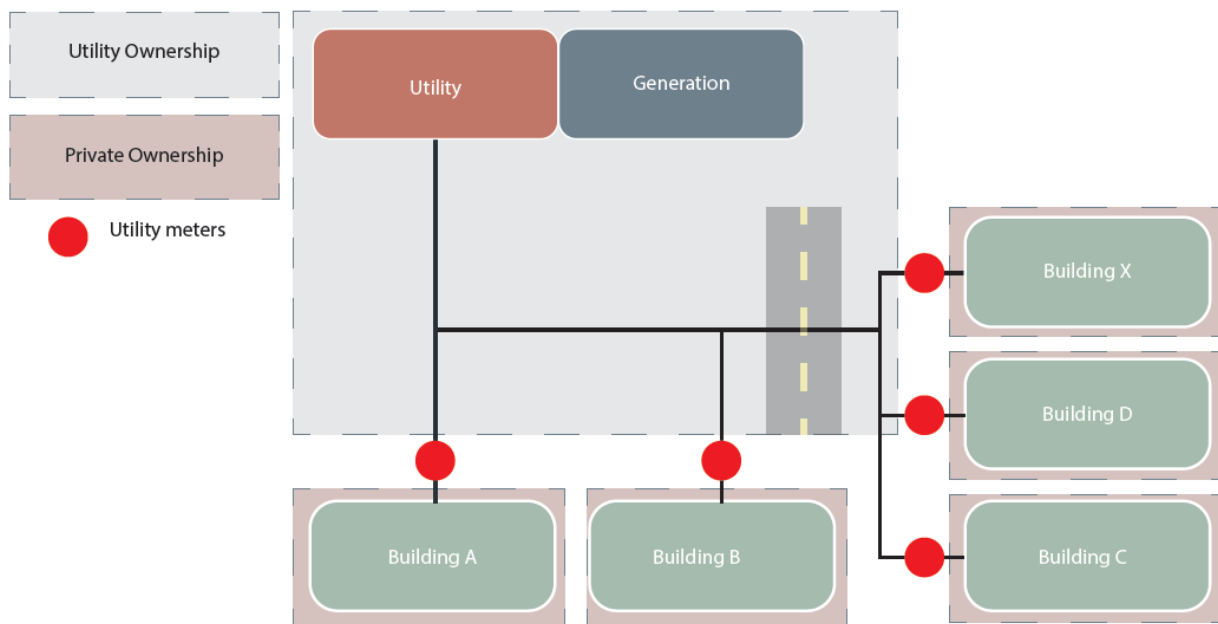 Utility Ownership
Private Ownership
Utility meters
Utility
Generation
Building X
Building D
Building C
Building A
Building B